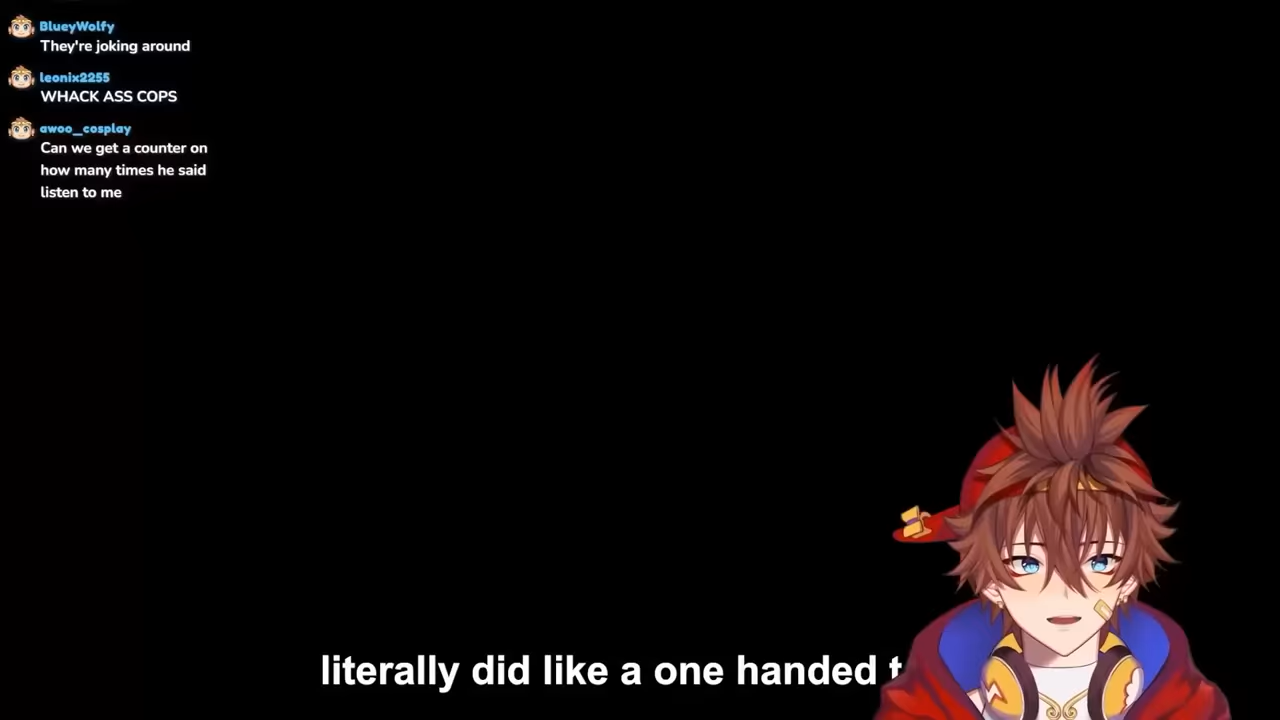 BlueyWolfy
They're joking around
leonix2255
WHACK ASS COPS
awoo_cosplay
Can we get a counter on
how many times he said
listen to me
literally did like a one handed